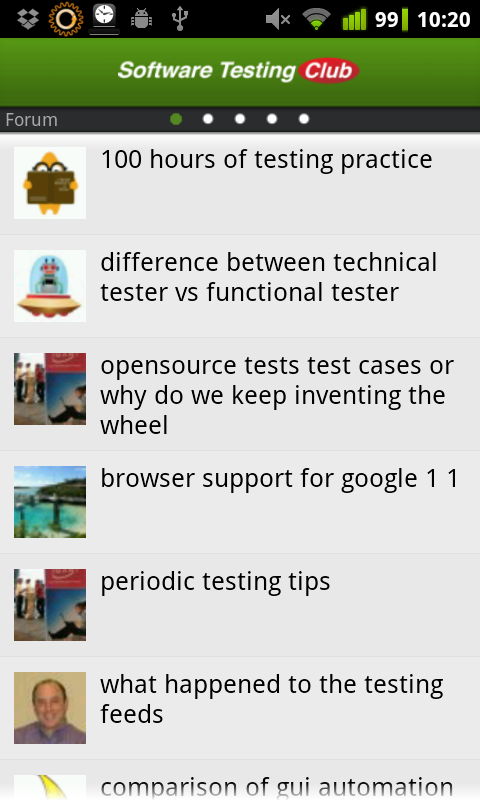 99 10:20
Software Testing Club
Forum
100 hours of testing practice
difference between technical
tester vs functional tester
opensource tests test cases or
why do we keep inventing the
wheel
browser support for google 1 1
periodic testing tips
what happened to the testing
feeds
comparison of gui automation